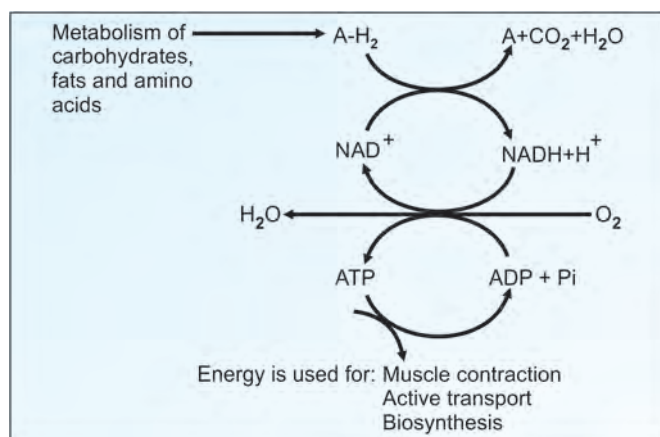 Metabolism of
carbohydrates,
fats and amino
acids
A-H₂
A+CO₂+H₂O
NAD⁺
NADH+H⁺
H₂O
O₂
ATP
ADP + Pi
Energy is used for: Muscle contraction
Active transport
Biosynthesis